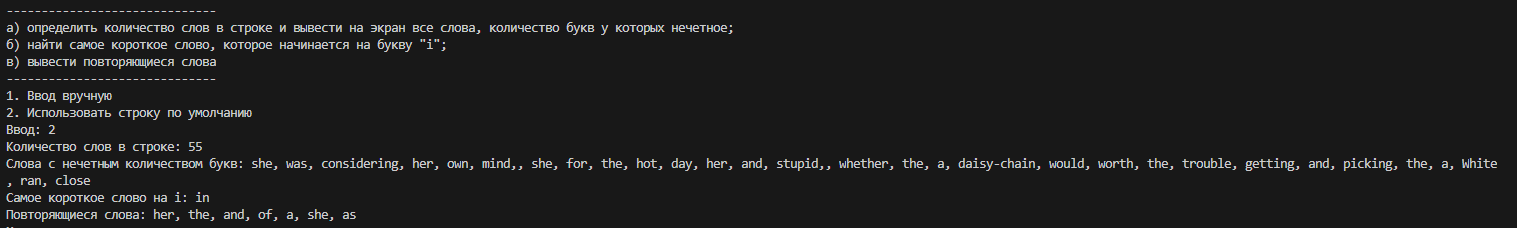 ------------------------------
а) определить количество слов в строке и вывести на экран все слова, количество букв у которых нечетное;
б) найти самое короткое слово, которое начинается на букву "i";
в) вывести повторяющиеся слова
------------------------------
1. Ввод вручную
2. Использовать строку по умолчанию
Ввод: 2
Количество слов в строке: 55
Слова с нечетным количеством букв: she, was, considering, her, own, mind,, she, for, the, hot, day, her, and, stupid,, whether, the, a, daisy-chain, would, worth, the, trouble, getting, and, picking, the, a, White
, ran, close
Самое короткое слово на i: in
Повторяющиеся слова: her, the, and, of, a, she, as